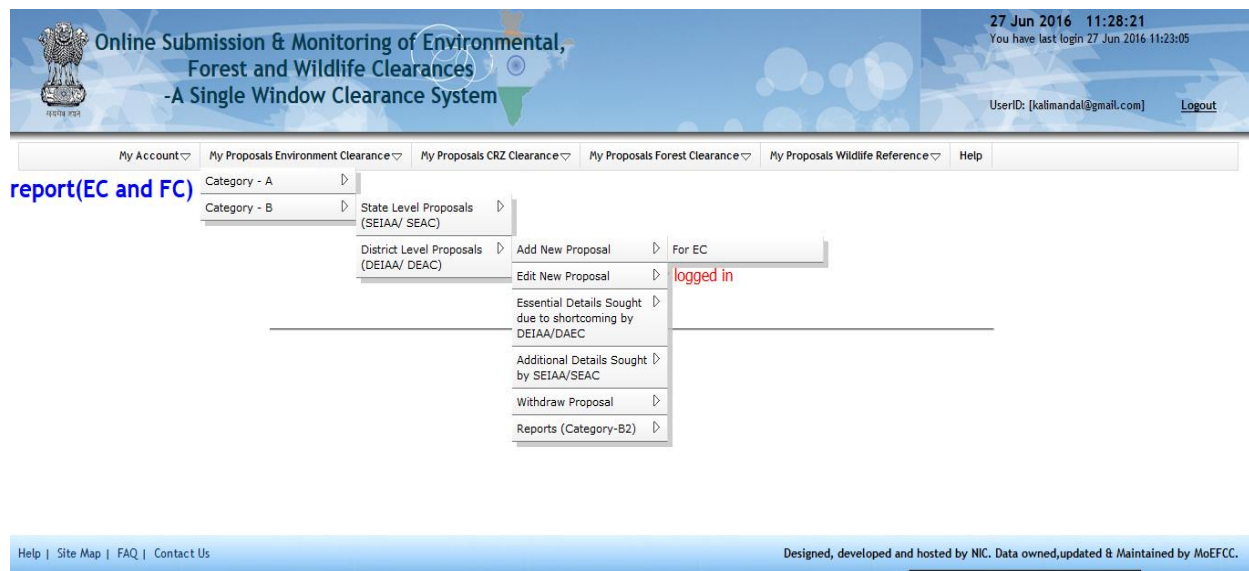 27 Jun 2016 11:28:21
You have last login 27 Jun 2016 11:23:05
Online Submission & Monitoring of Environmental,
Forest and Wildlife Clearances
-A Single Window Clearance System
सत्यमेव जयते
UserID: [kalimandal@gmail.com] Logout
My Account My Proposals Environment Clearance My Proposals CRZ Clearance My Proposals Forest Clearance My Proposals Wildlife Reference Help
report(EC and FC)
Category - A
Category - B
State Level Proposals
(SEIAA/ SEAC)
District Level Proposals
(DEIAA/ DEAC)
Add New Proposal
For EC
Edit New Proposal
logged in
Essential Details Sought
due to shortcoming by
DEIAA/DAEC
Additional Details Sought
by SEIAA/SEAC
Withdraw Proposal
Reports (Category-B2)
Help | Site Map | FAQ | Contact Us
Designed, developed and hosted by NIC. Data owned,updated & Maintained by MoEFCC.